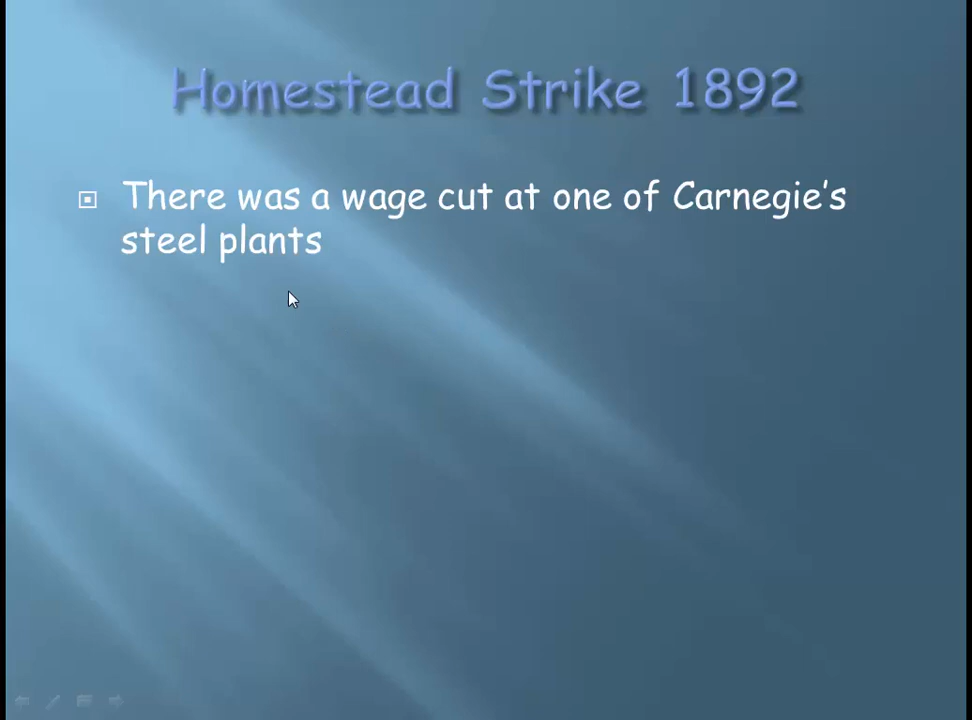 Homestead Strike 1892
There was a wage cut at one of Carnegie's
steel plants